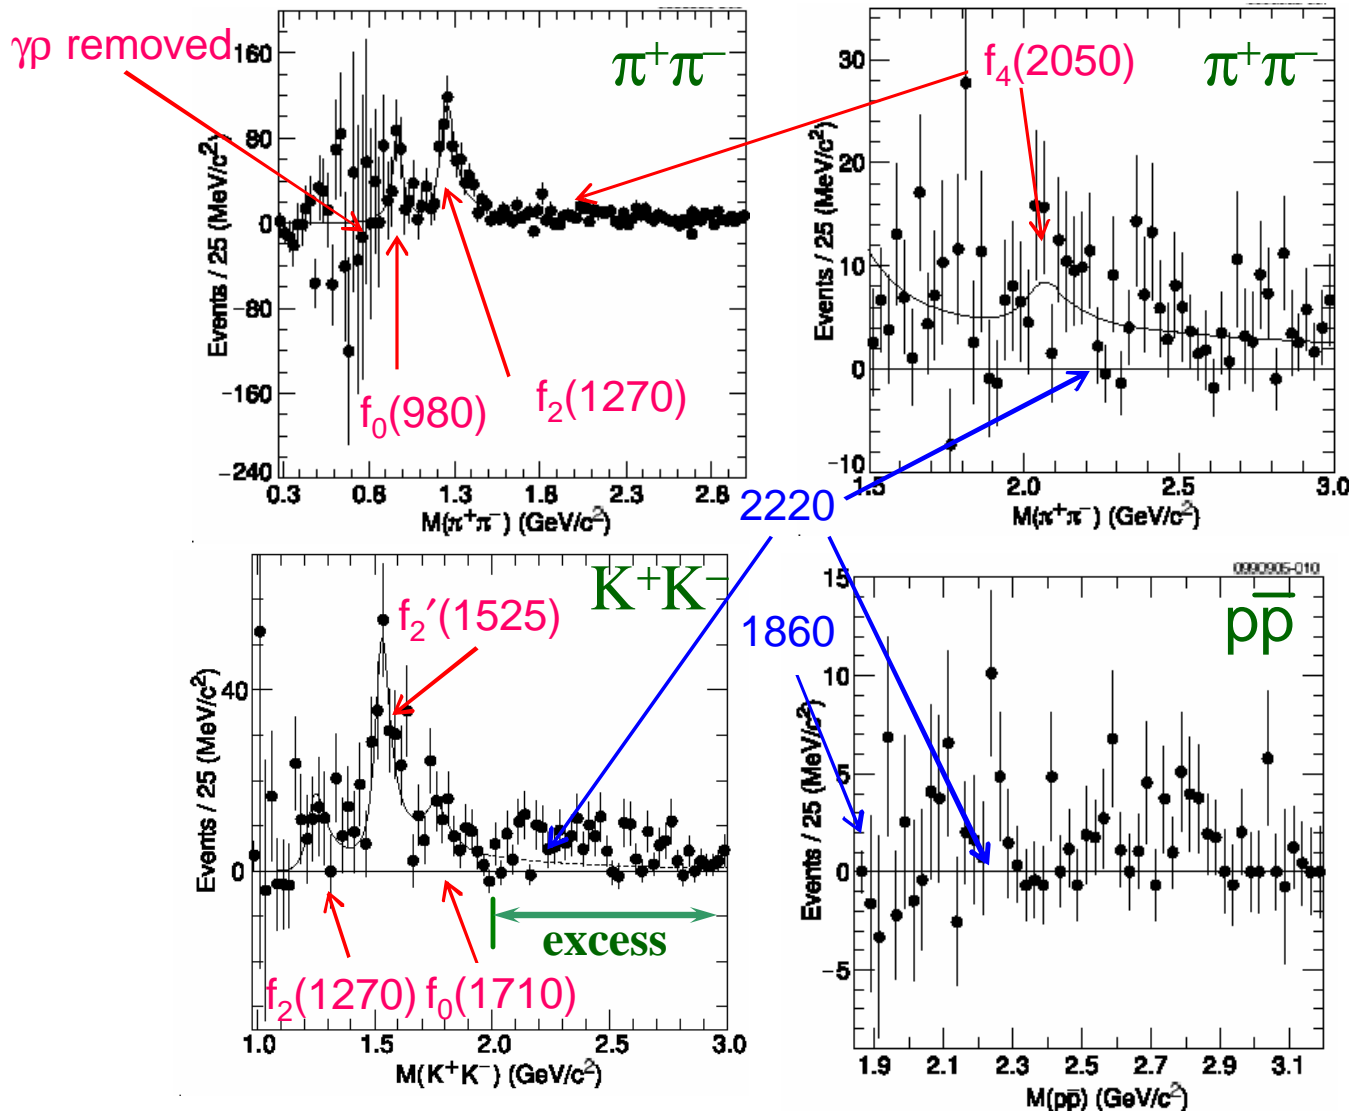 γρ removed
π⁺π⁻
Events / 25 (MeV/c²)
160
80
0
−80
−160
−240
f₀(980)
f₂(1270)
0.3 0.8 1.3 1.8 2.3 2.8
M(π⁺π⁻) (GeV/c²)
f₄(2050)
π⁺π⁻
Events / 25 (MeV/c²)
30
20
10
0
−10
1.5 2.0 2.5 3.0
M(π⁺π⁻) (GeV/c²)
2220
K⁺K⁻
f₂′(1525)
Events / 25 (MeV/c²)
40
0
excess
f₂(1270) f₀(1710)
1.0 1.5 2.0 2.5 3.0
M(K⁺K⁻) (GeV/c²)
0990905-010
1860
pp̅
Events / 25 (MeV/c²)
15
10
5
0
−5
1.9 2.1 2.3 2.5 2.7 2.9 3.1
M(pp̅) (GeV/c²)